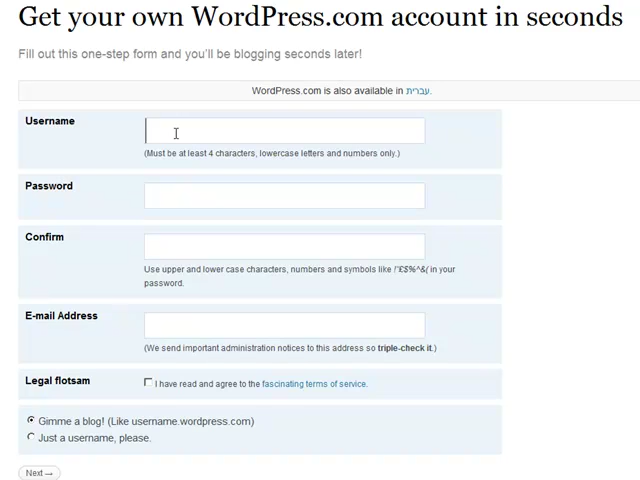 Get your own WordPress.com account in seconds
Fill out this one-step form and you'll be blogging seconds later!
WordPress.com is also available in עברית.
Username
(Must be at least 4 characters, lowercase letters and numbers only.)
Password
Confirm
Use upper and lower case characters, numbers and symbols like !"£$%^&( in your
password.
E-mail Address
(We send important administration notices to this address so triple-check it.)
Legal flotsam
I have read and agree to the fascinating terms of service.
Gimme a blog! (Like username.wordpress.com)
Just a username, please.
Next →